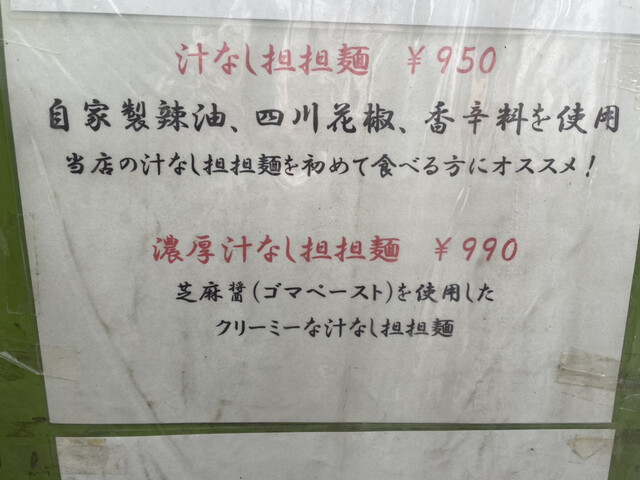 汁なし担担麺 ￥950
自家製辣油、四川花椒、香辛料を使用
当店の汁なし担担麺を初めて食べる方にオススメ！
濃厚汁なし担担麺 ￥990
芝麻醤(ゴマペースト)を使用した
クリーミーな汁なし担担麺